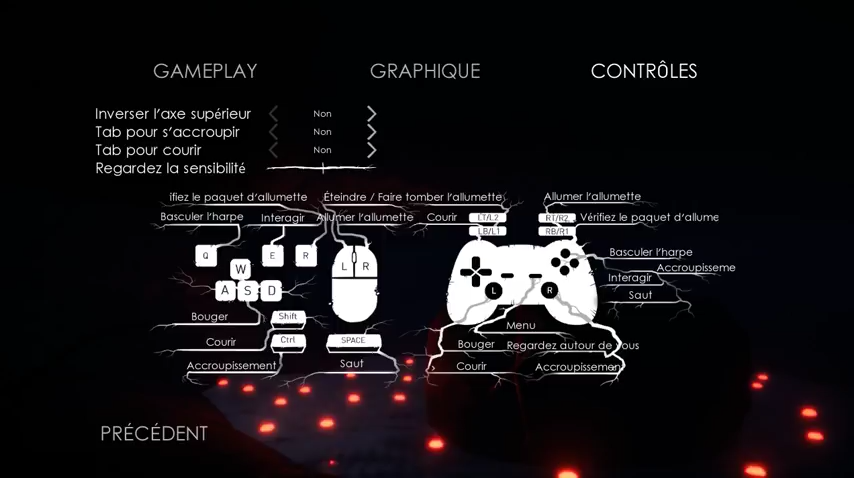 GAMEPLAY
GRAPHIQUE
CONTRÔLES
Inverser l'axe supérieur
Non
Tab pour s'accroupir
Non
Tab pour courir
Non
Regardez la sensibilité
ifiez le paquet d'allumette
Éteindre / Faire tomber l'allumette
Allumer l'allumette
Basculer l'harpe
Interagir
Allumer l'allumette
Courir
LT/L2
RT/R2
Vérifiez le paquet d'allume
LB/L1
RB/R1
Q
E
R
L
R
Basculer l'harpe
W
Accroupisseme
Interagir
A
S
D
L
R
Saut
Bouger
Shift
Menu
Courir
Ctrl
SPACE
Bouger
Regardez autour de vous
Accroupissement
Saut
Courir
Accroupissemen
PRÉCÉDENT